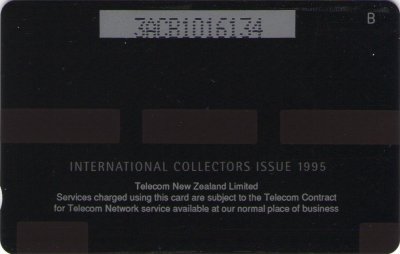 3ACB1016134
B
INTERNATIONAL COLLECTORS ISSUE 1995
Telecom New Zealand Limited
Services charged using this card are subject to the Telecom Contract
for Telecom Network service available at our normal place of business